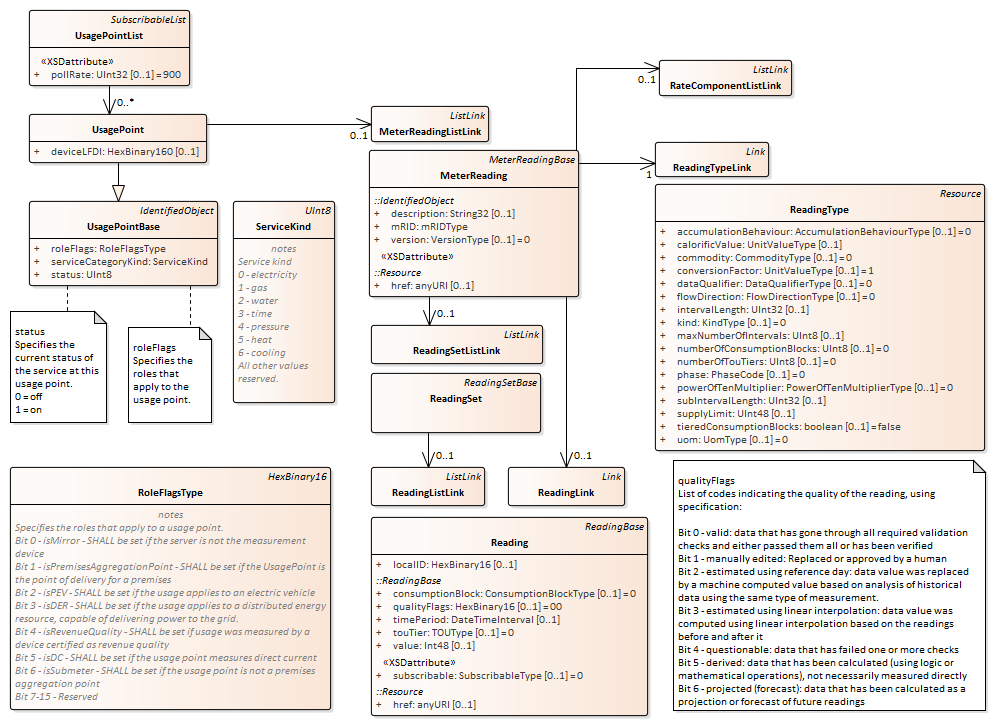 SubscribableList
UsagePointList
«XSDattribute»
+ pollRate: UInt32 [0..1] = 900
0..*
UsagePoint
+ deviceLFDI: HexBinary160 [0..1]
0..1
ListLink
MeterReadingListLink
0..1
ListLink
RateComponentListLink
MeterReadingBase
MeterReading
::IdentifiedObject
+ description: String32 [0..1]
+ mRID: mRIDType
+ version: VersionType [0..1] = 0
«XSDattribute»
::Resource
+ href: anyURI [0..1]
1
Link
ReadingTypeLink
IdentifiedObject
UsagePointBase
+ roleFlags: RoleFlagsType
+ serviceCategoryKind: ServiceKind
+ status: UInt8
UInt8
ServiceKind
notes
Service kind
0 - electricity
1 - gas
2 - water
3 - time
4 - pressure
5 - heat
6 - cooling
All other values
reserved.
status
Specifies the
current status of
the service at this
usage point.
0 = off
1 = on
roleFlags
Specifies the
roles that
apply to the
usage point.
Resource
ReadingType
+ accumulationBehaviour: AccumulationBehaviourType [0..1] = 0
+ calorificValue: UnitValueType [0..1]
+ commodity: CommodityType [0..1] = 0
+ conversionFactor: UnitValueType [0..1] = 1
+ dataQualifier: DataQualifierType [0..1] = 0
+ flowDirection: FlowDirectionType [0..1] = 0
+ intervalLength: UInt32 [0..1]
+ kind: KindType [0..1] = 0
+ maxNumberOfIntervals: UInt8 [0..1]
+ numberOfConsumptionBlocks: UInt8 [0..1] = 0
+ numberOfTouTiers: UInt8 [0..1] = 0
+ phase: PhaseCode [0..1] = 0
+ powerOfTenMultiplier: PowerOfTenMultiplierType [0..1] = 0
+ subIntervalLength: UInt32 [0..1]
+ supplyLimit: UInt48 [0..1]
+ tieredConsumptionBlocks: boolean [0..1] = false
+ uom: UomType [0..1] = 0
0..1
ListLink
ReadingSetListLink
ReadingSetBase
ReadingSet
0..1
ListLink
ReadingListLink
0..1
Link
ReadingLink
HexBinary16
RoleFlagsType
notes
Specifies the roles that apply to a usage point.
Bit 0 - isMirror - SHALL be set if the server is not the measurement
device
Bit 1 - isPremisesAggregationPoint - SHALL be set if the UsagePoint is
the point of delivery for a premises
Bit 2 - isPEV - SHALL be set if the usage applies to an electric vehicle
Bit 3 - isDER - SHALL be set if the usage applies to a distributed energy
resource, capable of delivering power to the grid.
Bit 4 - isRevenueQuality - SHALL be set if usage was measured by a
device certified as revenue quality
Bit 5 - isDC - SHALL be set if the usage point measures direct current
Bit 6 - isSubmeter - SHALL be set if the usage point is not a premises
aggregation point
Bit 7-15 - Reserved
ReadingBase
Reading
+ localID: HexBinary16 [0..1]
::ReadingBase
+ consumptionBlock: ConsumptionBlockType [0..1] = 0
+ qualityFlags: HexBinary16 [0..1] = 00
+ timePeriod: DateTimeInterval [0..1]
+ touTier: TOUType [0..1] = 0
+ value: Int48 [0..1]
«XSDattribute»
+ subscribable: SubscribableType [0..1] = 0
::Resource
+ href: anyURI [0..1]
qualityFlags
List of codes indicating the quality of the reading, using
specification:
Bit 0 - valid: data that has gone through all required validation
checks and either passed them all or has been verified
Bit 1 - manually edited: Replaced or approved by a human
Bit 2 - estimated using reference day: data value was replaced
by a machine computed value based on analysis of historical
data using the same type of measurement.
Bit 3 - estimated using linear interpolation: data value was
computed using linear interpolation based on the readings
before and after it
Bit 4 - questionable: data that has failed one or more checks
Bit 5 - derived: data that has been calculated (using logic or
mathematical operations), not necessarily measured directly
Bit 6 - projected (forecast): data that has been calculated as a
projection or forecast of future readings